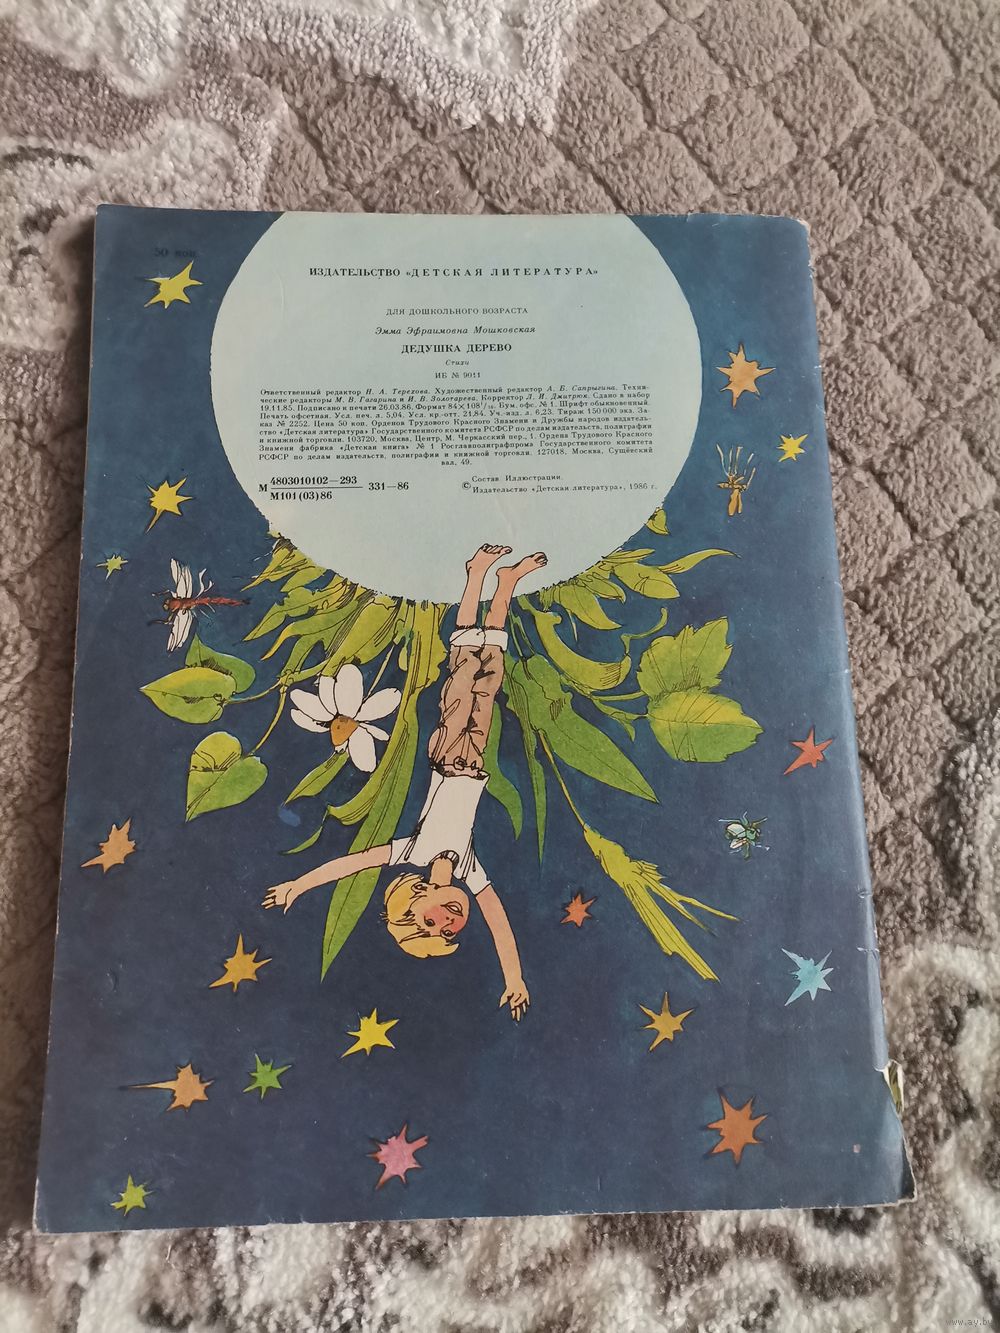 50 коп.
ИЗДАТЕЛЬСТВО «ДЕТСКАЯ ЛИТЕРАТУРА»
ДЛЯ ДОШКОЛЬНОГО ВОЗРАСТА
Эмма Эфраимовна Мошковская
ДЕДУШКА ДЕРЕВО
Стихи
ИБ № 9011
Ответственный редактор Н. А. Терехова. Художественный редактор А. Б. Сапрыгина. Техни-
ческие редакторы М. В. Гагарина и И. В. Золотарева. Корректор Л. И. Дмитрюк. Сдано в набор
19.11.85. Подписано к печати 26.03.86. Формат 84×108 1/16. Бум. офс. № 1. Шрифт обыкновенный.
Печать офсетная. Усл. печ. л. 5,04. Усл. кр.-отт. 21,84. Уч.-изд. л. 6,23. Тираж 150 000 экз. За-
каз № 2252. Цена 50 коп. Орденов Трудового Красного Знамени и Дружбы народов издатель-
ство «Детская литература» Государственного комитета РСФСР по делам издательств, полиграфии
и книжной торговли. 103720, Москва, Центр, М. Черкасский пер., 1. Ордена Трудового Красного
Знамени фабрика «Детская книга» № 1 Росглавполиграфпрома Государственного комитета
РСФСР по делам издательств, полиграфии и книжной торговли. 127018, Москва, Сущёвский
вал, 49.
М 4803010102—293 / М101(03)86 331—86
© Состав. Иллюстрации.
Издательство «Детская литература», 1986 г.
www.ay.by